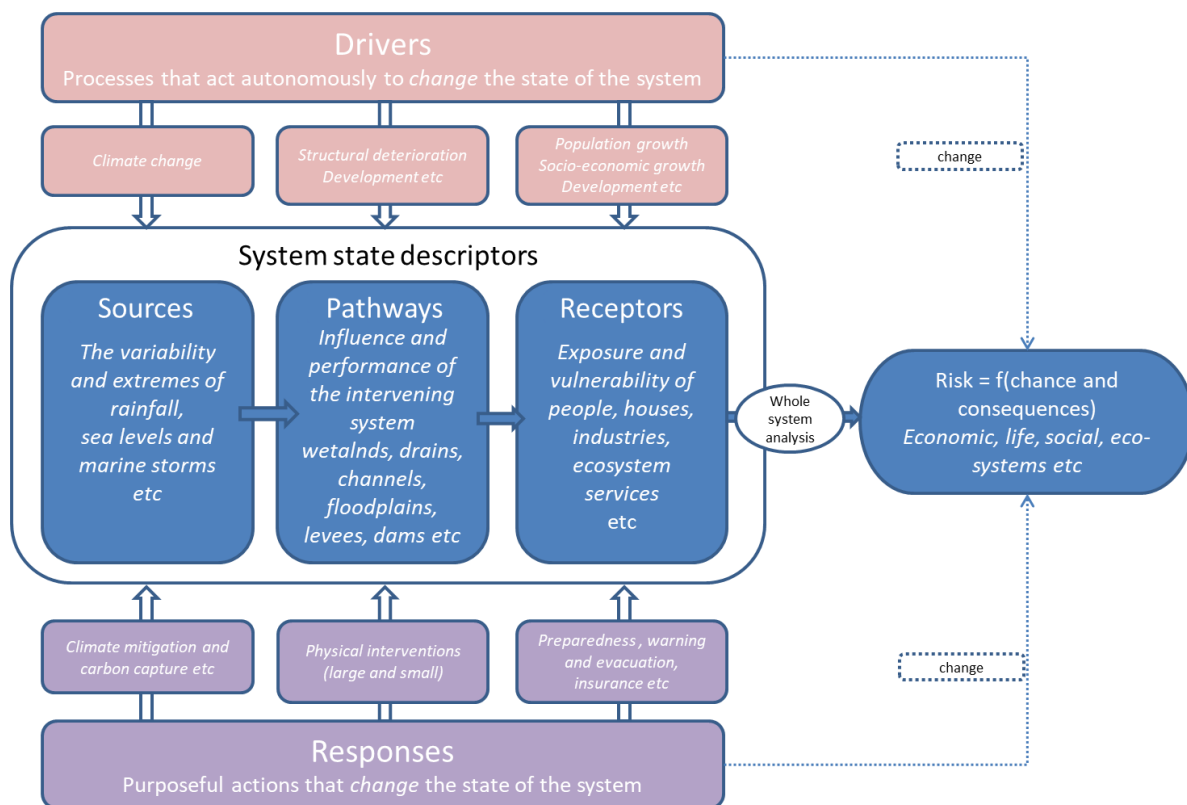 Drivers
Processes that act autonomously to change the state of the system
Climate change
Structural deterioration
Development etc
Population growth
Socio-economic growth
Development etc
change
System state descriptors
Sources
The variability
and extremes of
rainfall,
sea levels and
marine storms
etc
Pathways
Influence and
performance of
the intervening
system
wetalnds, drains,
channels,
floodplains,
levees, dams etc
Receptors
Exposure and
vulnerability of
people, houses,
industries,
ecosystem
services
etc
Whole
system
analysis
Risk = f(chance and
consequences)
Economic, life, social, eco-
systems etc
Climate mitigation and
carbon capture etc
Physical interventions
(large and small)
Preparedness , warning
and evacuation,
insurance etc
change
Responses
Purposeful actions that change the state of the system